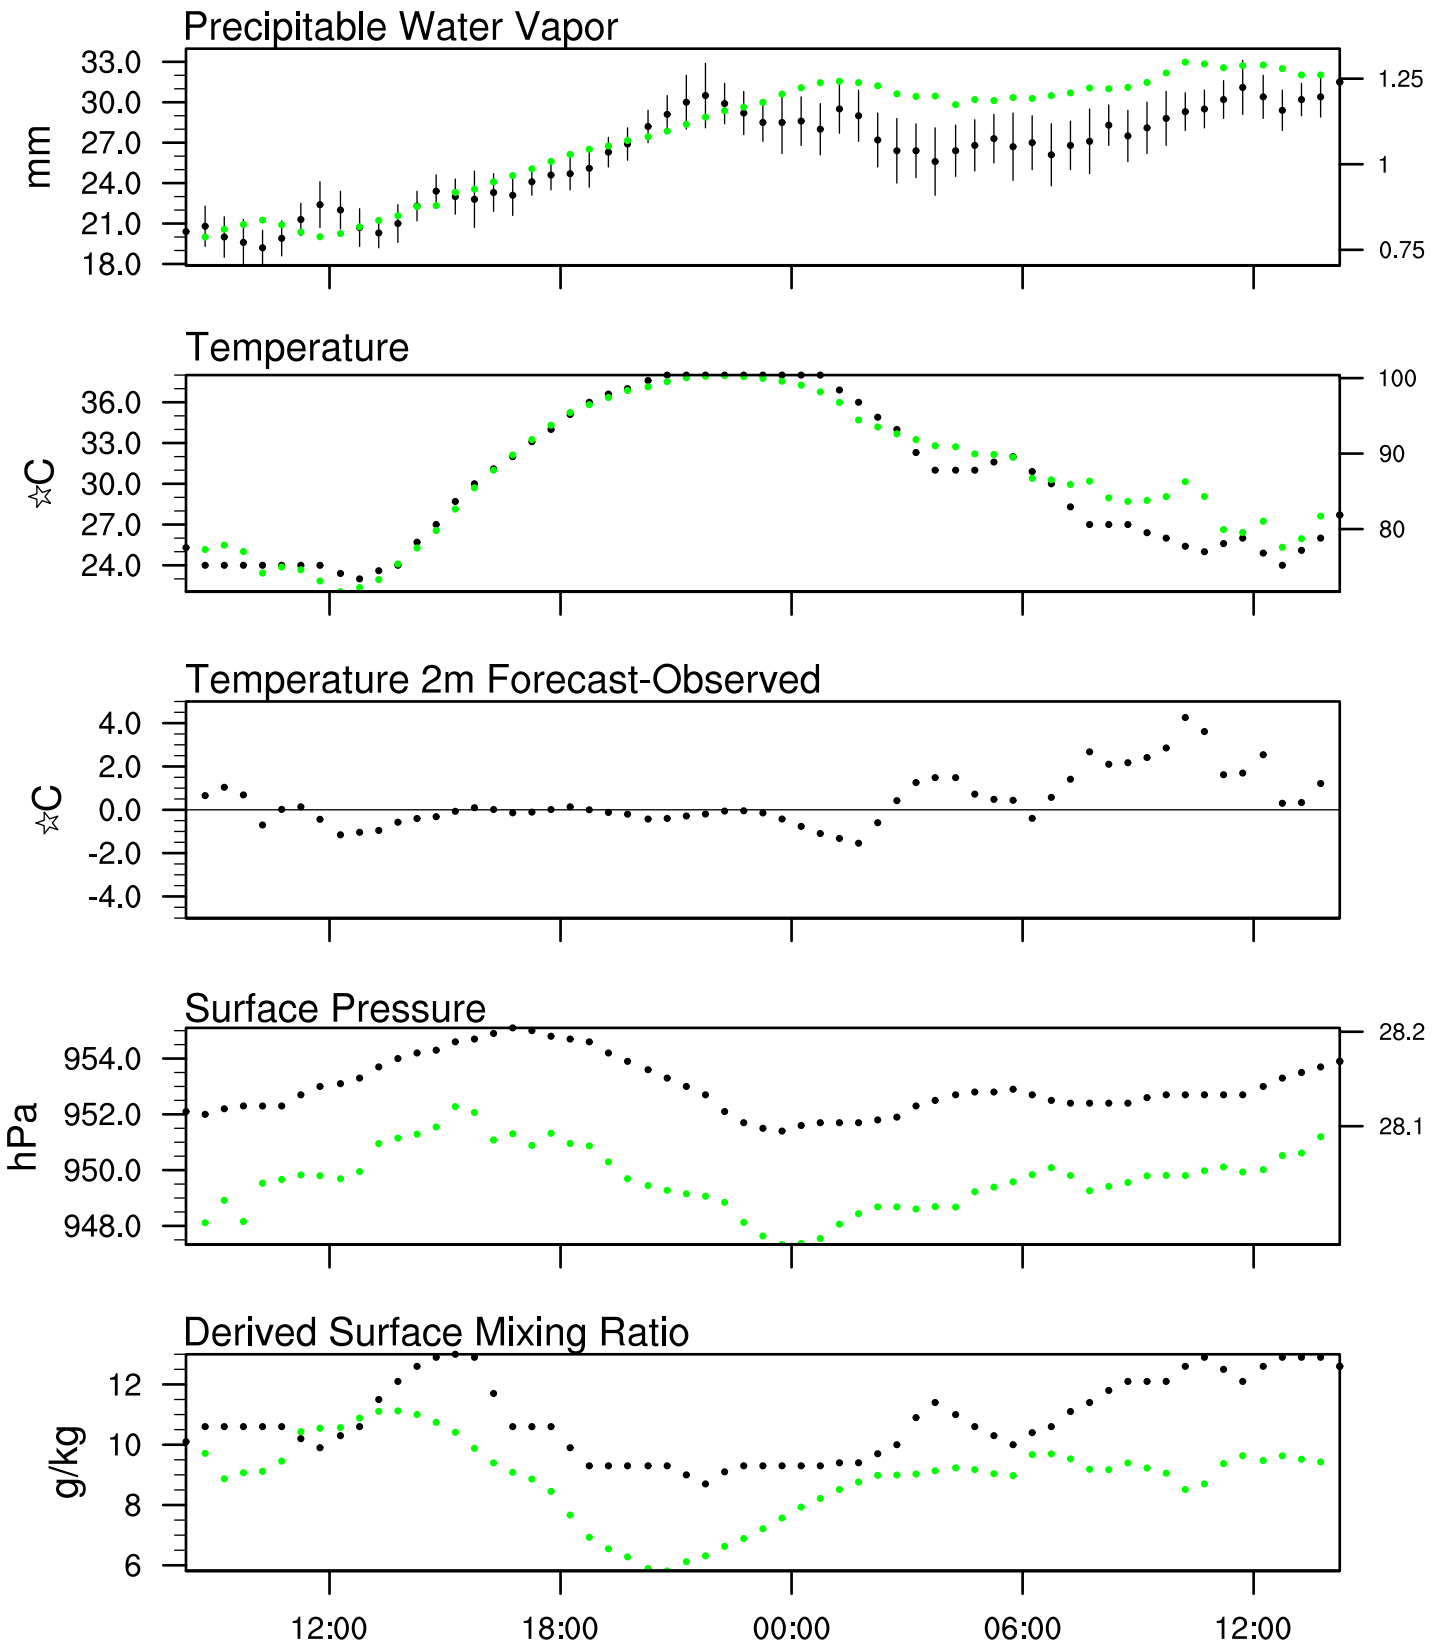 Precipitable Water Vapor
33.0
30.0
27.0
24.0
21.0
18.0
mm
1.25
1
0.75
Temperature
36.0
33.0
30.0
27.0
24.0
☆C
100
90
80
Temperature 2m Forecast-Observed
4.0
2.0
0.0
-2.0
-4.0
☆C
Surface Pressure
954.0
952.0
950.0
948.0
hPa
28.2
28.1
Derived Surface Mixing Ratio
12
10
8
6
g/kg
12:00 18:00 00:00 06:00 12:00